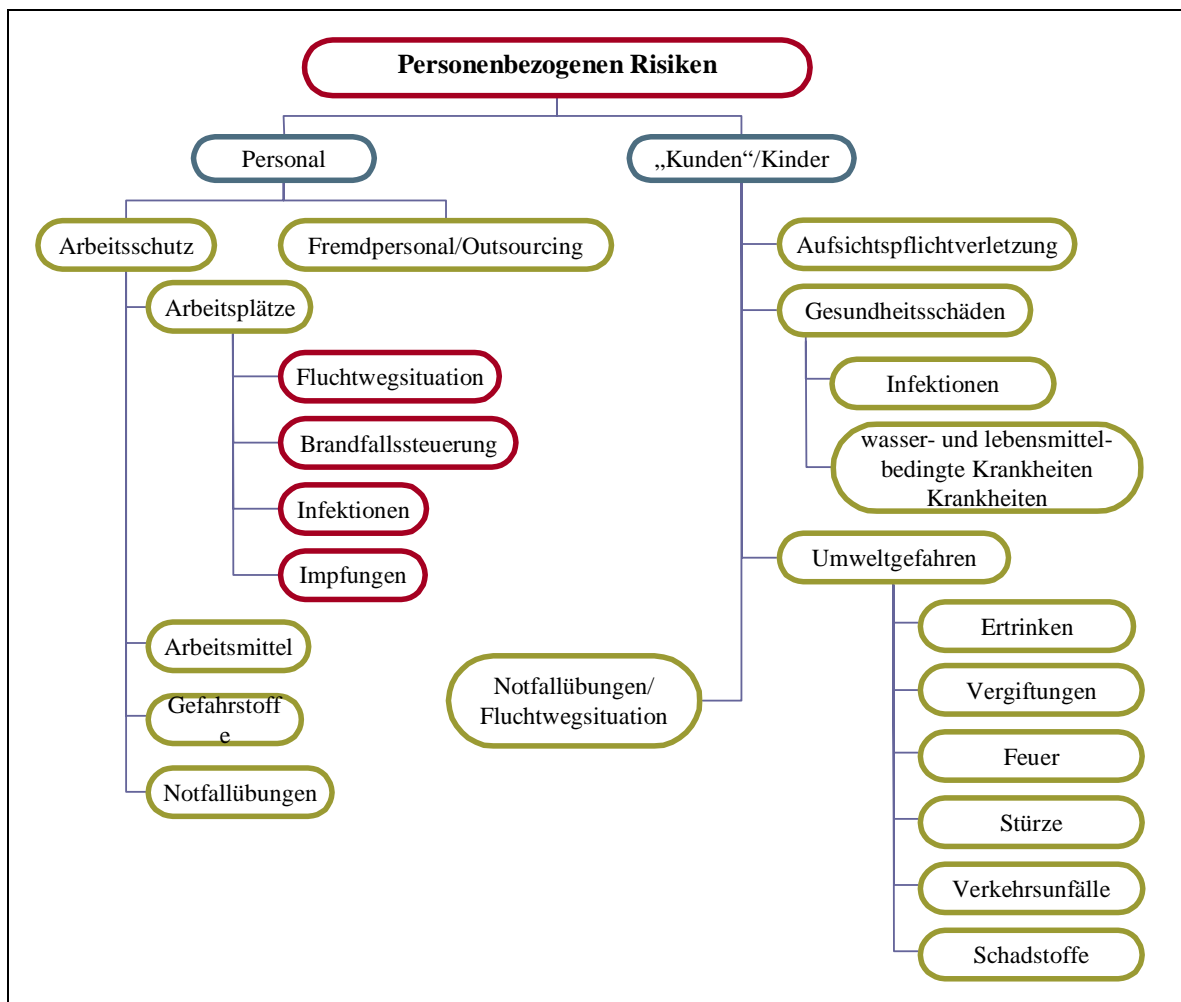 Personenbezogenen Risiken
Personal
„Kunden“/Kinder
Arbeitsschutz
Fremdpersonal/Outsourcing
Arbeitsplätze
Fluchtwegsituation
Brandfallssteuerung
Infektionen
Impfungen
Arbeitsmittel
Gefahrstoff
e
Notfallübungen
Aufsichtspflichtverletzung
Gesundheitsschäden
Infektionen
wasser- und lebensmittel-
bedingte Krankheiten
Krankheiten
Umweltgefahren
Ertrinken
Vergiftungen
Feuer
Stürze
Verkehrsunfälle
Schadstoffe
Notfallübungen/
Fluchtwegsituation